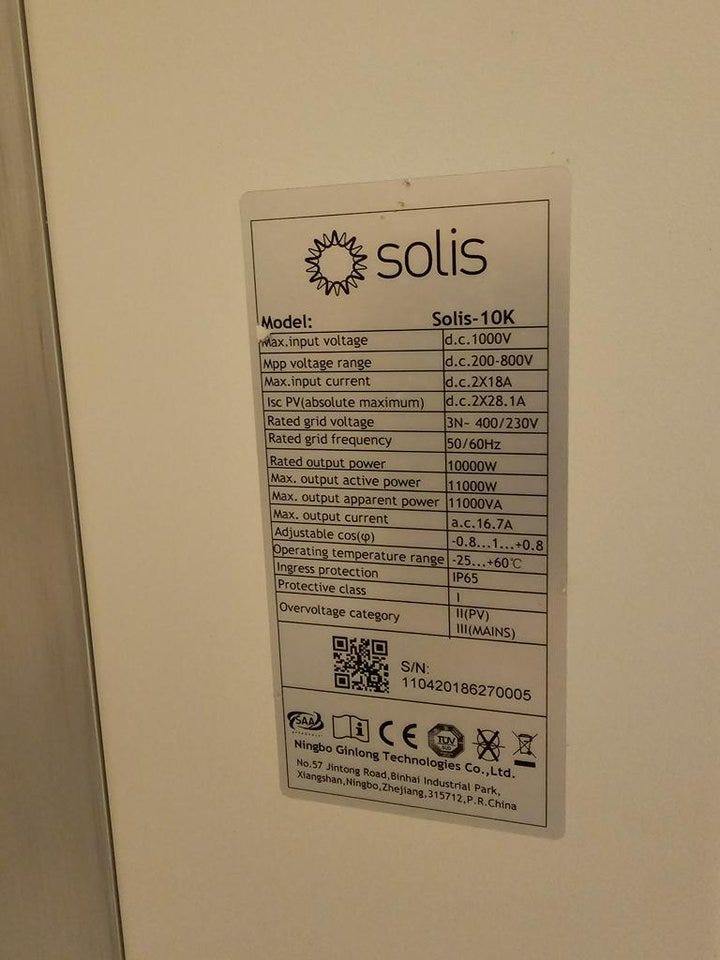 solis
Model: Solis-10K
Max.input voltage d.c.1000V
Mpp voltage range d.c.200-800V
Max.input current d.c.2X18A
Isc PV(absolute maximum) d.c.2X28.1A
Rated grid voltage 3N~ 400/230V
Rated grid frequency 50/60Hz
Rated output power 10000W
Max. output active power 11000W
Max. output apparent power 11000VA
Max. output current a.c.16.7A
Adjustable cos(φ) -0.8...1...+0.8
Operating temperature range -25...+60℃
Ingress protection IP65
Protective class I
Overvoltage category II(PV)
III(MAINS)
S/N:
110420186270005
SAA i CE TÜV
Ningbo Ginlong Technologies Co.,Ltd.
No.57 Jintong Road,Binhai Industrial Park,
Xiangshan,Ningbo,Zhejiang,315712,P.R.China